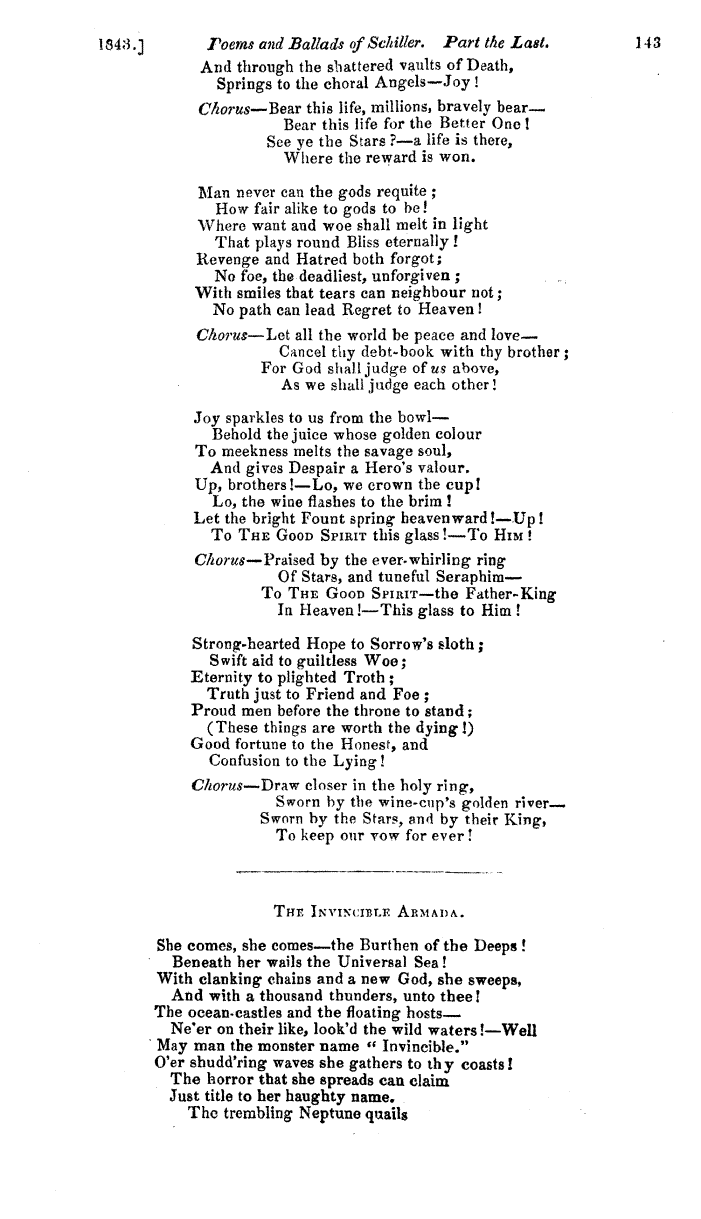 1843.] Poems and Ballads of Schiller. Part the Last. 143
And through the shattered vaults of Death,
Springs to the choral Angels—Joy!
Chorus—Bear this life, millions, bravely bear—
Bear this life for the Better One!
See ye the Stars?—a life is there,
Where the reward is won.
Man never can the gods requite;
How fair alike to gods to be!
Where want and woe shall melt in light
That plays round Bliss eternally!
Revenge and Hatred both forgot;
No foe, the deadliest, unforgiven;
With smiles that tears can neighbour not;
No path can lead Regret to Heaven!
Chorus—Let all the world be peace and love—
Cancel thy debt-book with thy brother;
For God shall judge of us above,
As we shall judge each other!
Joy sparkles to us from the bowl—
Behold the juice whose golden colour
To meekness melts the savage soul,
And gives Despair a Hero's valour.
Up, brothers!—Lo, we crown the cup!
Lo, the wine flashes to the brim!
Let the bright Fount spring heavenward!—Up!
To THE GOOD SPIRIT this glass!—To HIM!
Chorus—Praised by the ever-whirling ring
Of Stars, and tuneful Seraphim—
To THE GOOD SPIRIT—the Father-King
In Heaven!—This glass to Him!
Strong-hearted Hope to Sorrow's sloth;
Swift aid to guiltless Woe;
Eternity to plighted Troth;
Truth just to Friend and Foe;
Proud men before the throne to stand;
(These things are worth the dying!)
Good fortune to the Honest, and
Confusion to the Lying!
Chorus—Draw closer in the holy ring,
Sworn by the wine-cup's golden river—
Sworn by the Stars, and by their King,
To keep our vow for ever!
THE INVINCIBLE ARMADA.
She comes, she comes—the Burthen of the Deeps!
Beneath her wails the Universal Sea!
With clanking chains and a new God, she sweeps,
And with a thousand thunders, unto thee!
The ocean-castles and the floating hosts—
Ne'er on their like, look'd the wild waters!—Well
May man the monster name "Invincible."
O'er shudd'ring waves she gathers to thy coasts!
The horror that she spreads can claim
Just title to her haughty name.
The trembling Neptune quails